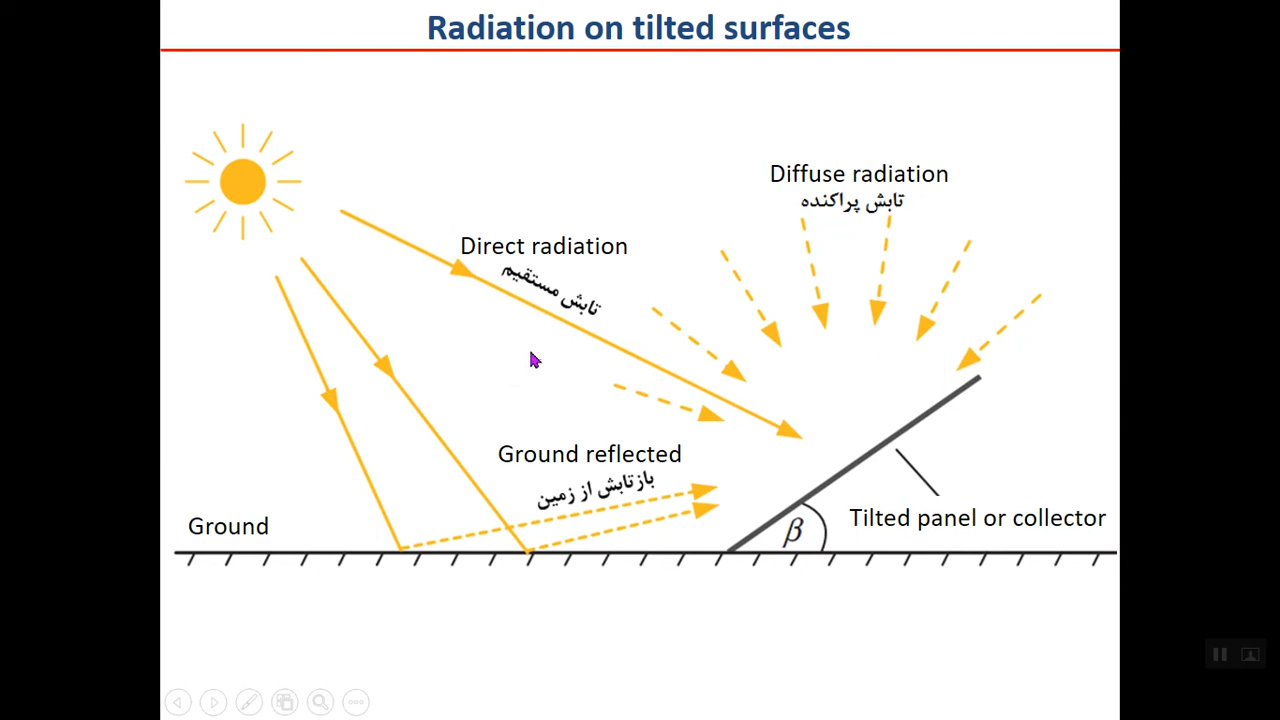 Radiation on tilted surfaces
Diffuse radiation
تابش پراکنده
Direct radiation
تابش مستقیم
Ground reflected
بازتابش از زمین
Ground
β
Tilted panel or collector